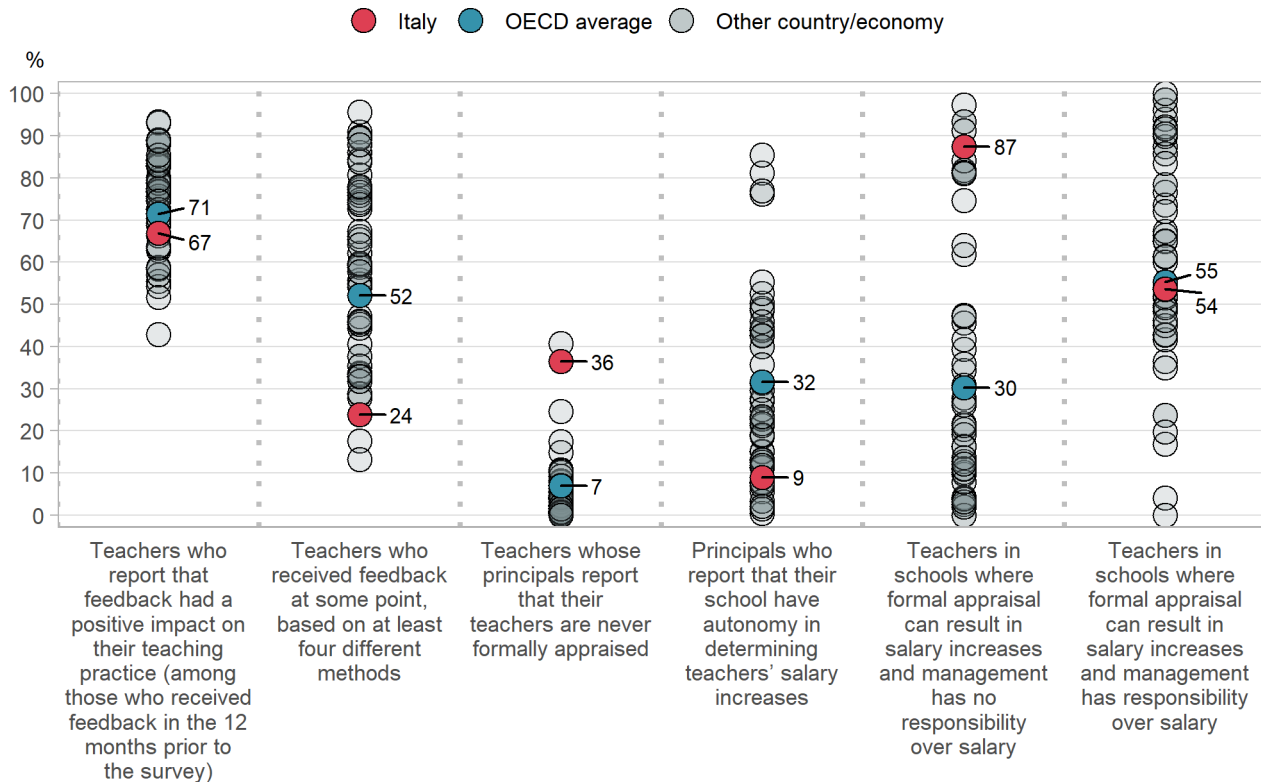 Italy OECD average Other country/economy
%
100
90
80
70
60
50
40
30
20
10
0
71
67
52
24
36
7
32
9
87
30
55
54
Teachers who
report that
feedback had a
positive impact on
their teaching
practice (among
those who received
feedback in the 12
months prior to
the survey)
Teachers who
received feedback
at some point,
based on at least
four different
methods
Teachers whose
principals report
that their
teachers are never
formally appraised
Principals who
report that their
school have
autonomy in
determining
teachers’ salary
increases
Teachers in
schools where
formal appraisal
can result in
salary increases
and management
has no
responsibility
over salary
Teachers in
schools where
formal appraisal
can result in
salary increases
and management
has responsibility
over salary